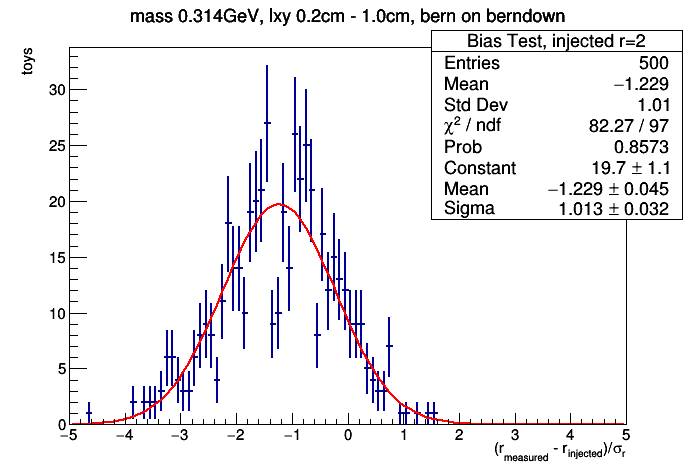 mass 0.314GeV, lxy 0.2cm - 1.0cm, bern on berndown
Bias Test, injected r=2
Entries 500
Mean −1.229
Std Dev 1.01
χ² / ndf 82.27 / 97
Prob 0.8573
Constant 19.7 ± 1.1
Mean −1.229 ± 0.045
Sigma 1.013 ± 0.032
toys
30
25
20
15
10
5
0
−5 −4 −3 −2 −1 0 1 2 3 4 5
(r_measured - r_injected)/σ_r